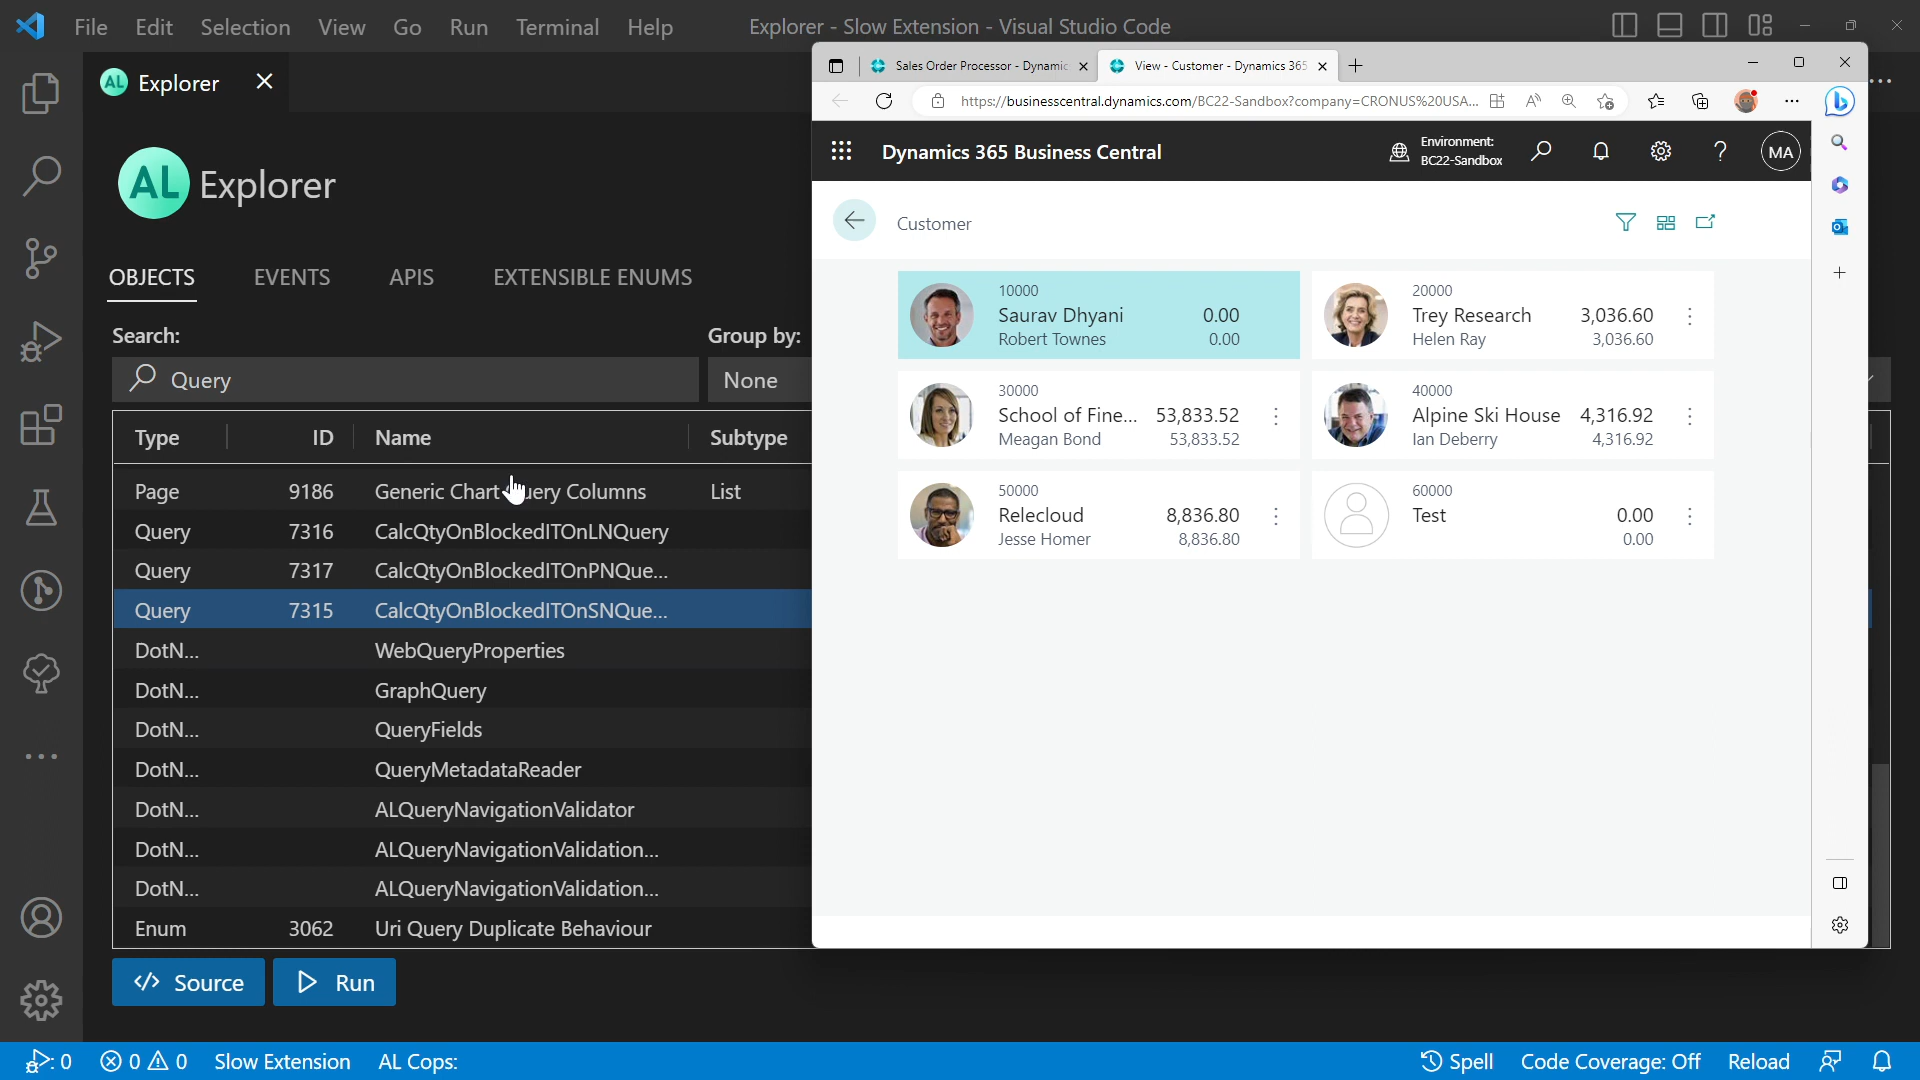 File Edit Selection View Go Run Terminal Help Explorer - Slow Extension - Visual Studio Code
AL Explorer
AL Explorer
OBJECTS EVENTS APIS EXTENSIBLE ENUMS
Search: Group by:
Query None
Type ID Name Subtype
Page 9186 Generic Chart Query Columns List
Query 7316 CalcQtyOnBlockedITOnLNQuery
Query 7317 CalcQtyOnBlockedITOnPNQue...
Query 7315 CalcQtyOnBlockedITOnSNQue...
DotN... WebQueryProperties
DotN... GraphQuery
DotN... QueryFields
DotN... QueryMetadataReader
DotN... ALQueryNavigationValidator
DotN... ALQueryNavigationValidation...
DotN... ALQueryNavigationValidation...
Enum 3062 Uri Query Duplicate Behaviour
Source Run
Sales Order Processor - Dynamic View - Customer - Dynamics 365
https://businesscentral.dynamics.com/BC22-Sandbox?company=CRONUS%20USA...
Dynamics 365 Business Central Environment: BC22-Sandbox ? MA
Customer
10000
Saurav Dhyani 0.00
Robert Townes 0.00
20000
Trey Research 3,036.60
Helen Ray 3,036.60
30000
School of Fine... 53,833.52
Meagan Bond 53,833.52
40000
Alpine Ski House 4,316.92
Ian Deberry 4,316.92
50000
Relecloud 8,836.80
Jesse Homer 8,836.80
60000
Test 0.00
0.00
: 0 0 0 Slow Extension AL Cops: Spell Code Coverage: Off Reload